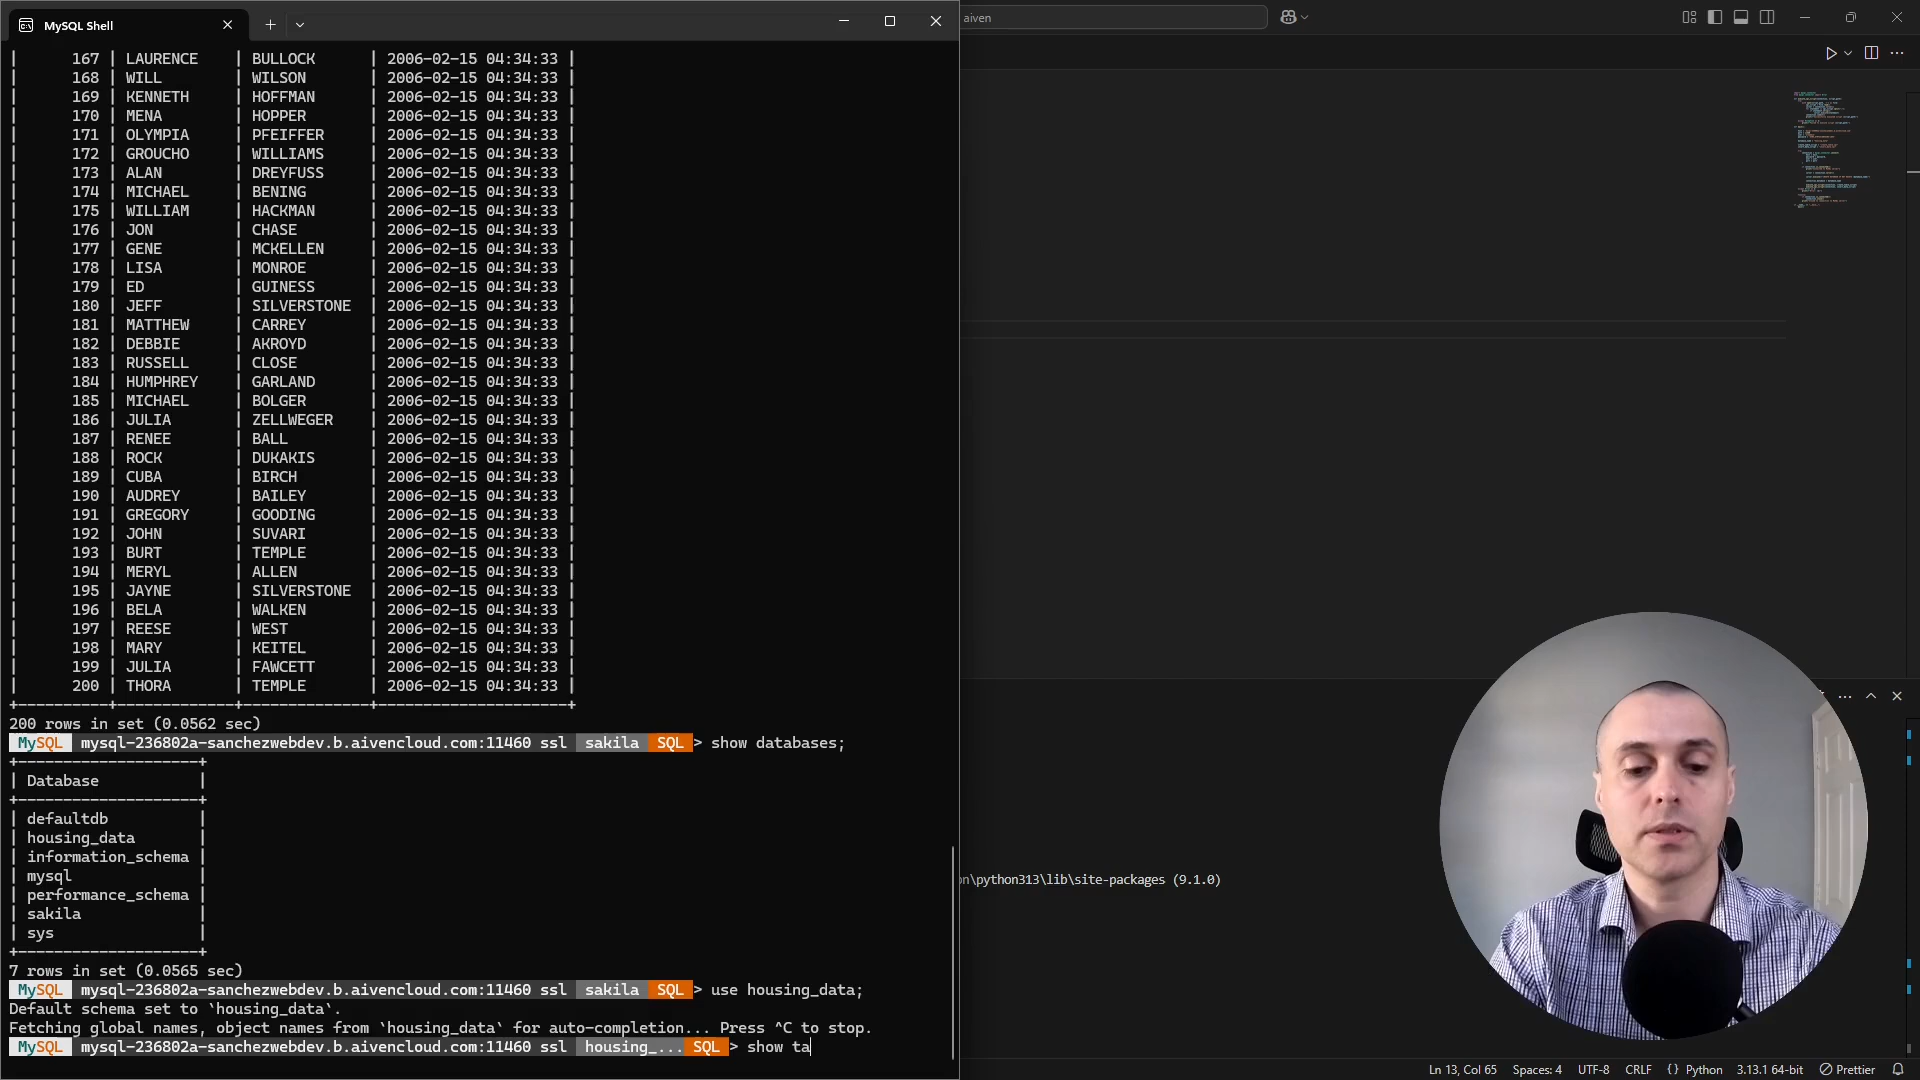 MySQL Shell
aiven
| 167 | LAURENCE | BULLOCK | 2006-02-15 04:34:33 |
| 168 | WILL | WILSON | 2006-02-15 04:34:33 |
| 169 | KENNETH | HOFFMAN | 2006-02-15 04:34:33 |
| 170 | MENA | HOPPER | 2006-02-15 04:34:33 |
| 171 | OLYMPIA | PFEIFFER | 2006-02-15 04:34:33 |
| 172 | GROUCHO | WILLIAMS | 2006-02-15 04:34:33 |
| 173 | ALAN | DREYFUSS | 2006-02-15 04:34:33 |
| 174 | MICHAEL | BENING | 2006-02-15 04:34:33 |
| 175 | WILLIAM | HACKMAN | 2006-02-15 04:34:33 |
| 176 | JON | CHASE | 2006-02-15 04:34:33 |
| 177 | GENE | MCKELLEN | 2006-02-15 04:34:33 |
| 178 | LISA | MONROE | 2006-02-15 04:34:33 |
| 179 | ED | GUINESS | 2006-02-15 04:34:33 |
| 180 | JEFF | SILVERSTONE | 2006-02-15 04:34:33 |
| 181 | MATTHEW | CARREY | 2006-02-15 04:34:33 |
| 182 | DEBBIE | AKROYD | 2006-02-15 04:34:33 |
| 183 | RUSSELL | CLOSE | 2006-02-15 04:34:33 |
| 184 | HUMPHREY | GARLAND | 2006-02-15 04:34:33 |
| 185 | MICHAEL | BOLGER | 2006-02-15 04:34:33 |
| 186 | JULIA | ZELLWEGER | 2006-02-15 04:34:33 |
| 187 | RENEE | BALL | 2006-02-15 04:34:33 |
| 188 | ROCK | DUKAKIS | 2006-02-15 04:34:33 |
| 189 | CUBA | BIRCH | 2006-02-15 04:34:33 |
| 190 | AUDREY | BAILEY | 2006-02-15 04:34:33 |
| 191 | GREGORY | GOODING | 2006-02-15 04:34:33 |
| 192 | JOHN | SUVARI | 2006-02-15 04:34:33 |
| 193 | BURT | TEMPLE | 2006-02-15 04:34:33 |
| 194 | MERYL | ALLEN | 2006-02-15 04:34:33 |
| 195 | JAYNE | SILVERSTONE | 2006-02-15 04:34:33 |
| 196 | BELA | WALKEN | 2006-02-15 04:34:33 |
| 197 | REESE | WEST | 2006-02-15 04:34:33 |
| 198 | MARY | KEITEL | 2006-02-15 04:34:33 |
| 199 | JULIA | FAWCETT | 2006-02-15 04:34:33 |
| 200 | THORA | TEMPLE | 2006-02-15 04:34:33 |
200 rows in set (0.0562 sec)
MySQL mysql-236802a-sanchezwebdev.b.aivencloud.com:11460 ssl sakila SQL > show databases;
| Database |
| defaultdb |
| housing_data |
| information_schema |
| mysql |
| performance_schema |
| sakila |
| sys |
7 rows in set (0.0565 sec)
MySQL mysql-236802a-sanchezwebdev.b.aivencloud.com:11460 ssl sakila SQL > use housing_data;
Default schema set to `housing_data`.
Fetching global names, object names from `housing_data` for auto-completion... Press ^C to stop.
MySQL mysql-236802a-sanchezwebdev.b.aivencloud.com:11460 ssl housing_... SQL > show ta
\python313\lib\site-packages (9.1.0)
Ln 13, Col 65 Spaces: 4 UTF-8 CRLF {} Python 3.13.1 64-bit Prettier